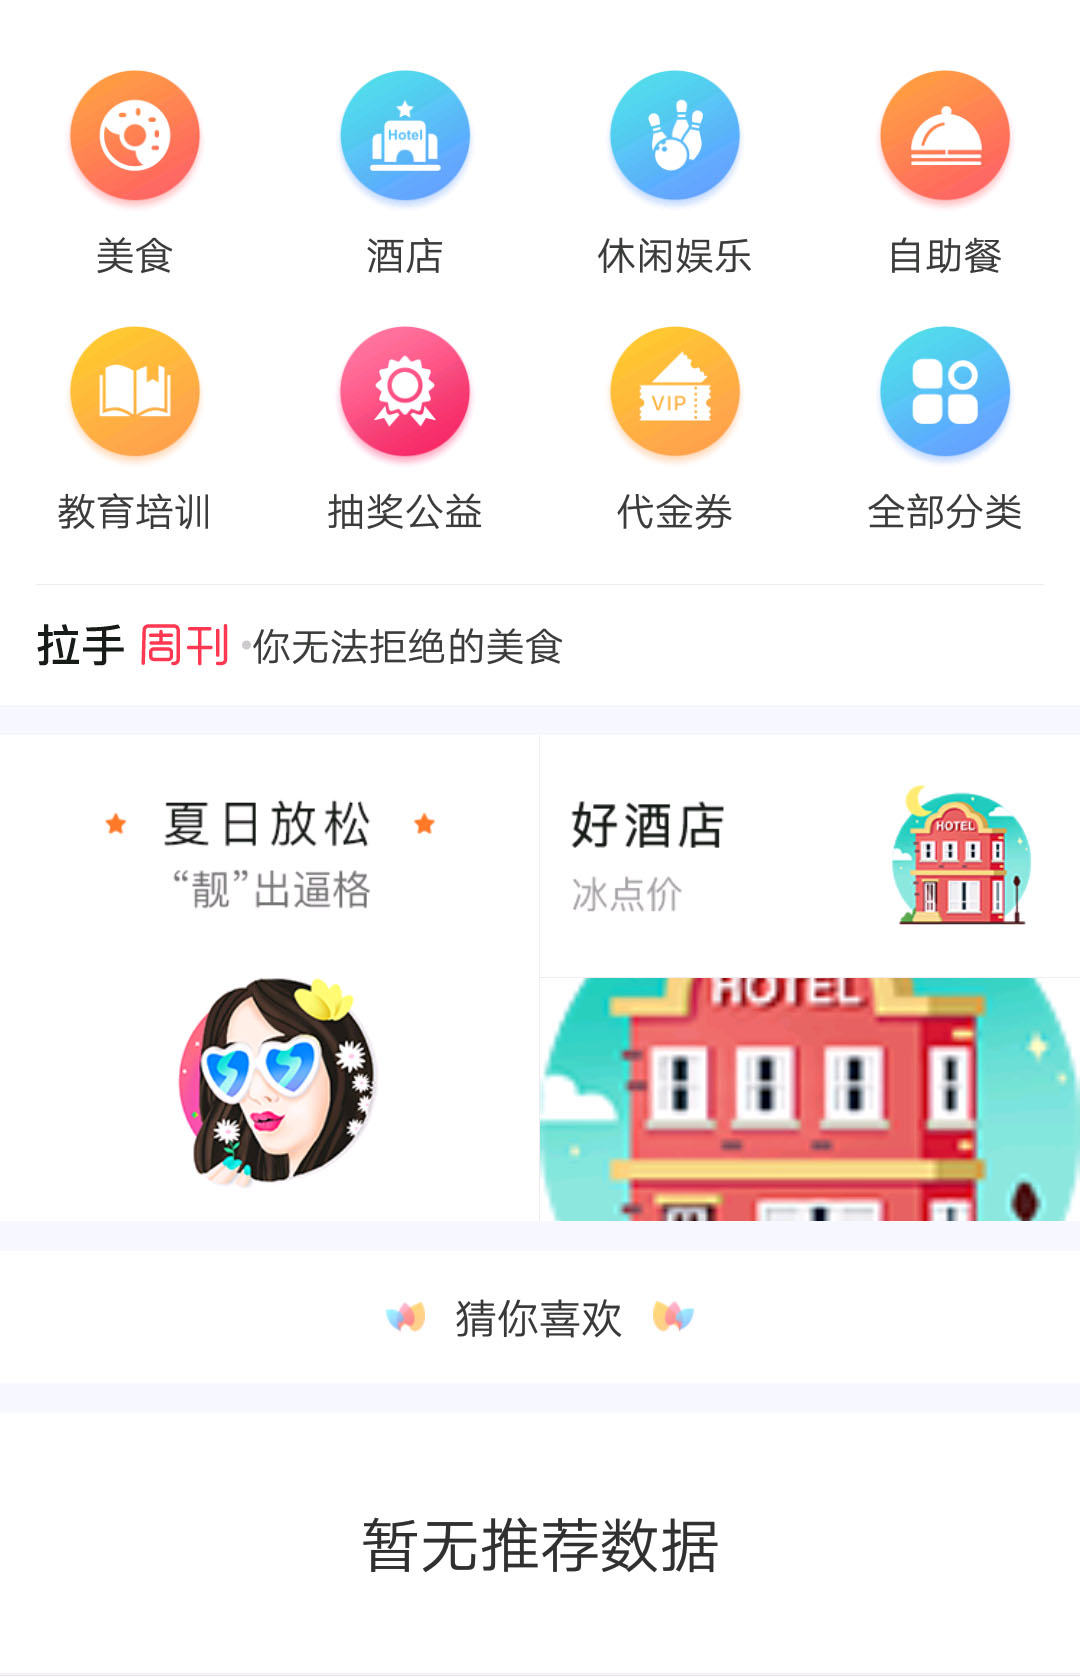 Hotel
美食
酒店
休闲娱乐
自助餐
VIP
教育培训
抽奖公益
代金券
全部分类
拉手 周刊 •你无法拒绝的美食
夏日放松
“靓”出逼格
好酒店
冰点价
HOTEL
HOTEL
猜你喜欢
暂无推荐数据